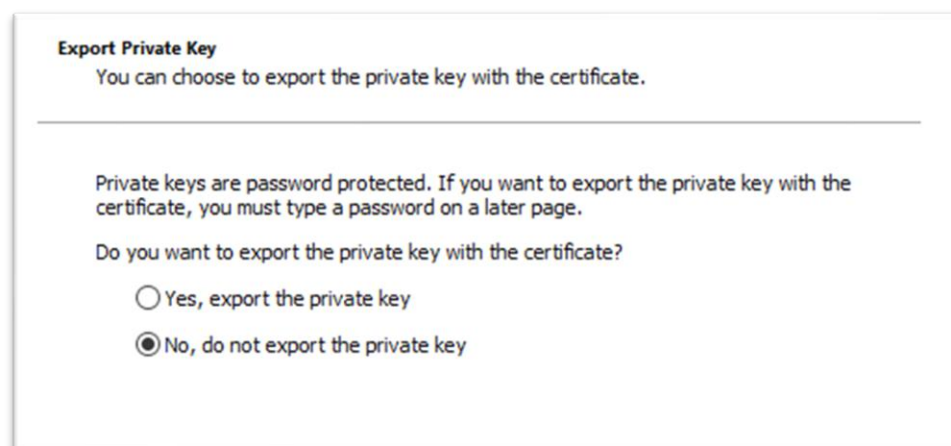 Export Private Key
You can choose to export the private key with the certificate.
Private keys are password protected. If you want to export the private key with the
certificate, you must type a password on a later page.
Do you want to export the private key with the certificate?
Yes, export the private key
No, do not export the private key